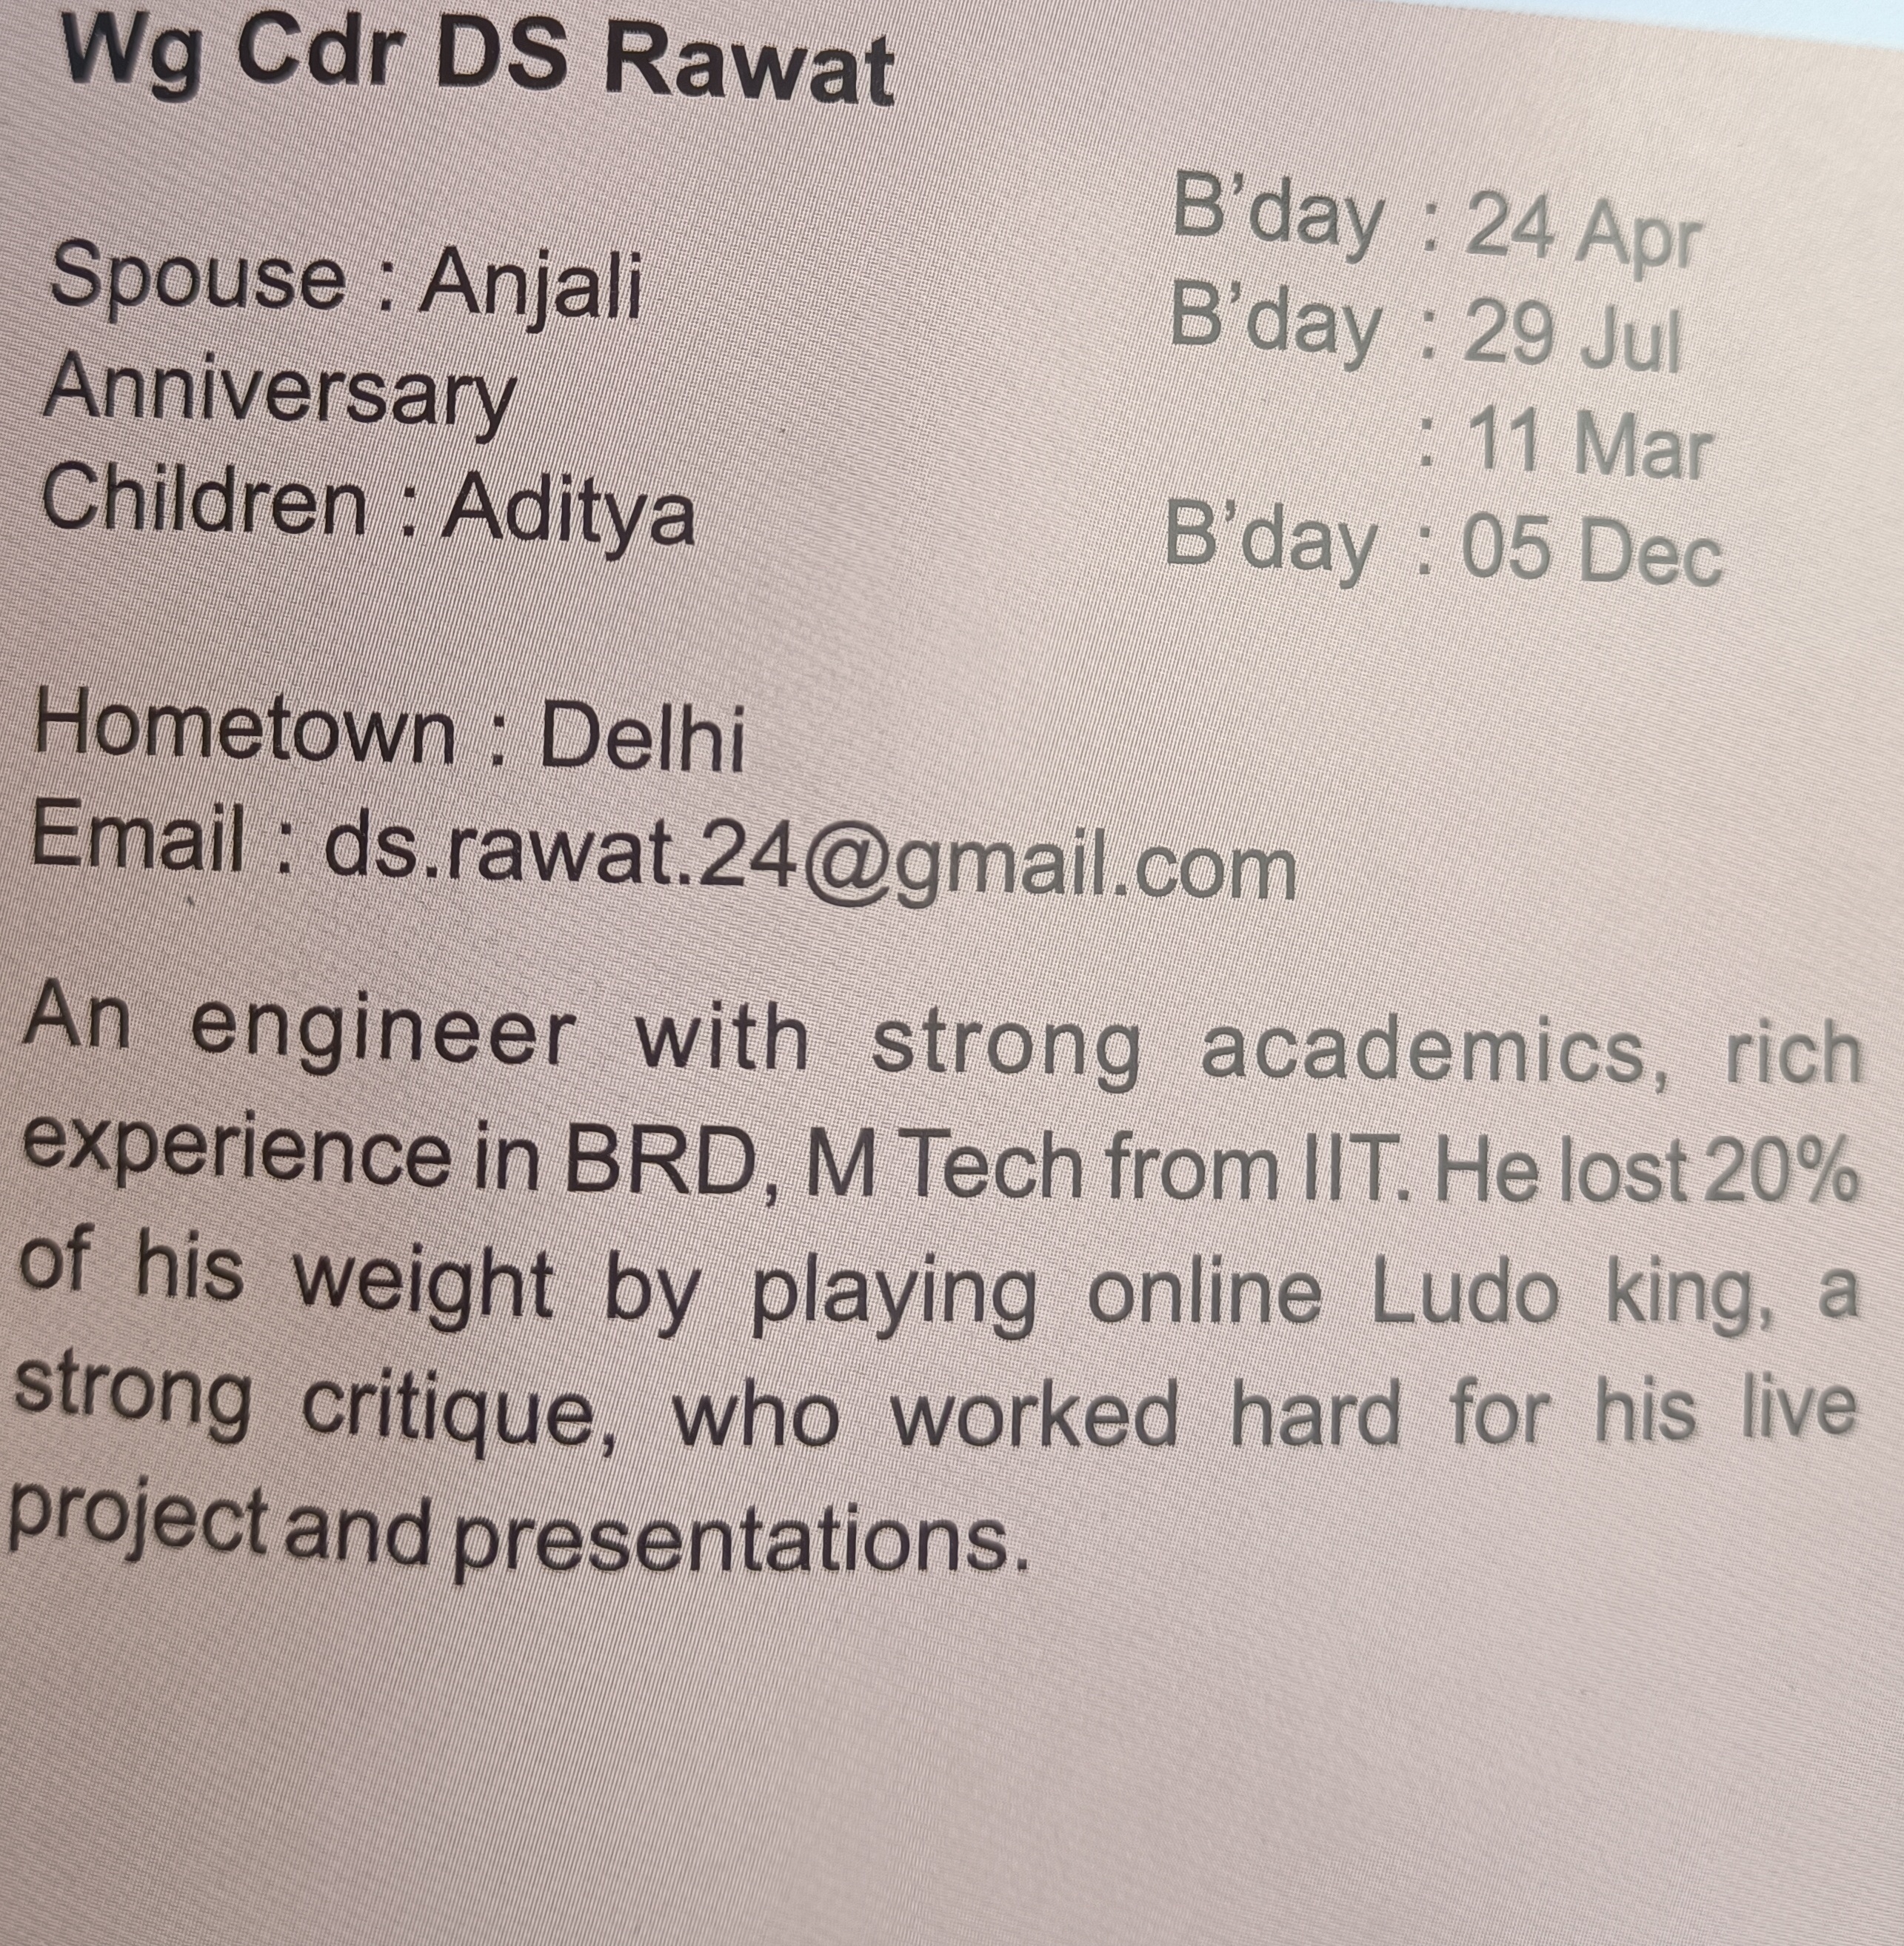 Wg Cdr DS Rawat
B'day : 24 Apr
Spouse : Anjali B'day : 29 Jul
Anniversary : 11 Mar
Children : Aditya B'day : 05 Dec
Hometown : Delhi
Email : ds.rawat.24@gmail.com
An engineer with strong academics, rich
experience in BRD, M Tech from IIT. He lost 20%
of his weight by playing online Ludo king, a
strong critique, who worked hard for his live
project and presentations.